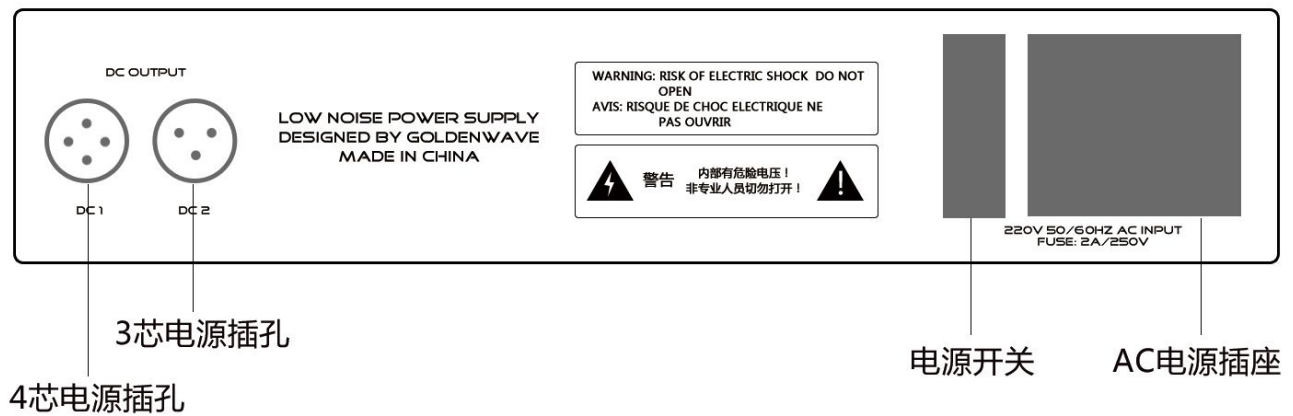 DC OUTPUT
LOW NOISE POWER SUPPLY
DESIGNED BY GOLDENWAVE
MADE IN CHINA
DC 1
DC 2
WARNING: RISK OF ELECTRIC SHOCK DO NOT
OPEN
AVIS: RISQUE DE CHOC ELECTRIQUE NE
PAS OUVRIR
警告
内部有危险电压！
非专业人员切勿打开！
220V 50/60HZ AC INPUT
FUSE: 2A/250V
3芯电源插孔
4芯电源插孔
电源开关
AC电源插座